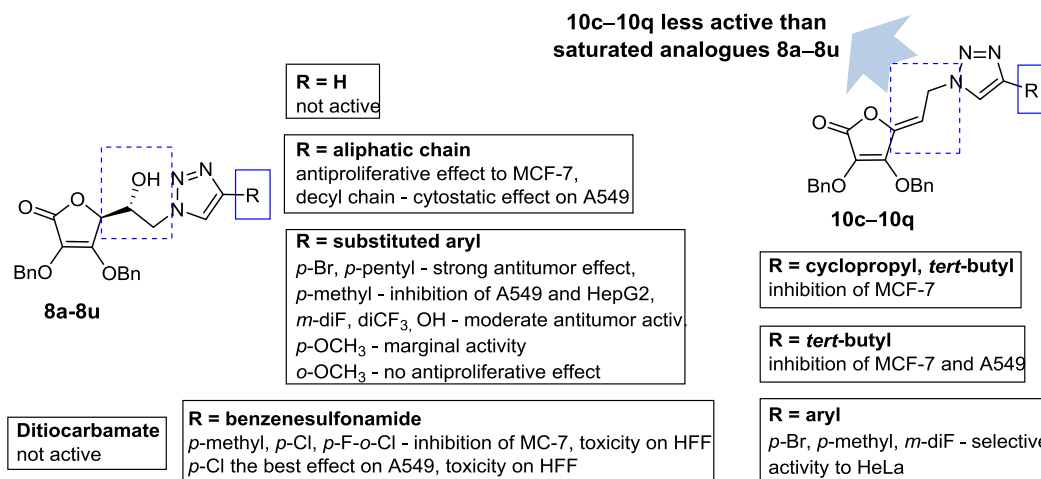 10c–10q less active than
saturated analogues 8a–8u
R = H
not active
R = aliphatic chain
antiproliferative effect to MCF-7,
decyl chain - cytostatic effect on A549
R = substituted aryl
p-Br, p-pentyl - strong antitumor effect,
p-methyl - inhibition of A549 and HepG2,
m-diF, diCF3, OH - moderate antitumor activ.
p-OCH3 - marginal activity
o-OCH3 - no antiproliferative effect
O
O
OH
N
N
N
R
BnO
OBn
8a-8u
Ditiocarbamate
not active
R = benzenesulfonamide
p-methyl, p-Cl, p-F-o-Cl - inhibition of MC-7, toxicity on HFF
p-Cl the best effect on A549, toxicity on HFF
N
N
N
R
O
O
BnO
OBn
10c–10q
R = cyclopropyl, tert-butyl
inhibition of MCF-7
R = tert-butyl
inhibition of MCF-7 and A549
R = aryl
p-Br, p-methyl, m-diF - selective
activity to HeLa